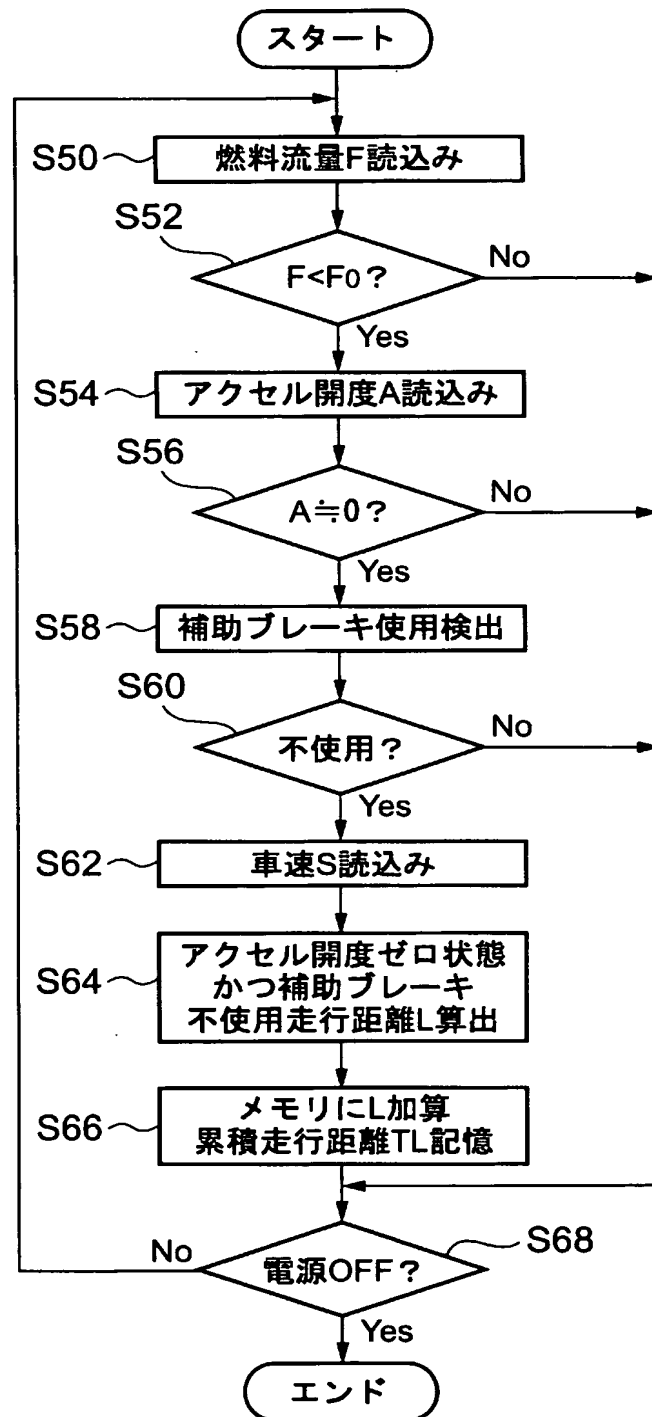 スタート
S50
燃料流量F読込み
S52
F<F0?
No
Yes
S54
アクセル開度A読込み
S56
A≒0?
No
Yes
S58
補助ブレーキ使用検出
S60
不使用?
No
Yes
S62
車速S読込み
S64
アクセル開度ゼロ状態
かつ補助ブレーキ
不使用走行距離L算出
S66
メモリにL加算
累積走行距離TL記憶
S68
No
電源OFF?
Yes
エンド